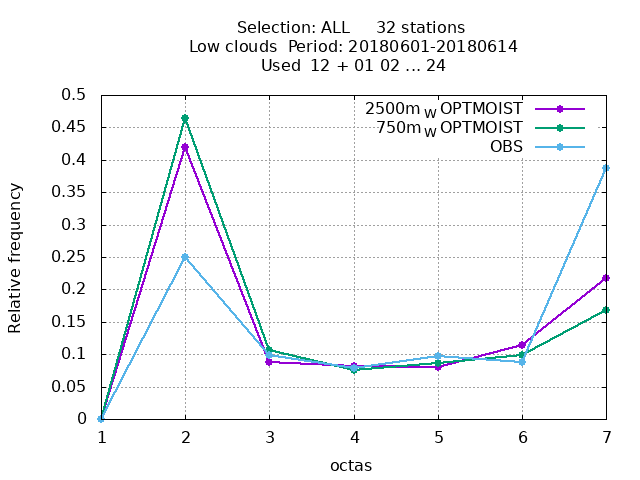 Selection: ALL 32 stations
Low clouds Period: 20180601-20180614
Used 12 + 01 02 ... 24
2500m W OPTMOIST
750m W OPTMOIST
OBS
Relative frequency
0.5
0.45
0.4
0.35
0.3
0.25
0.2
0.15
0.1
0.05
0
1 2 3 4 5 6 7
octas